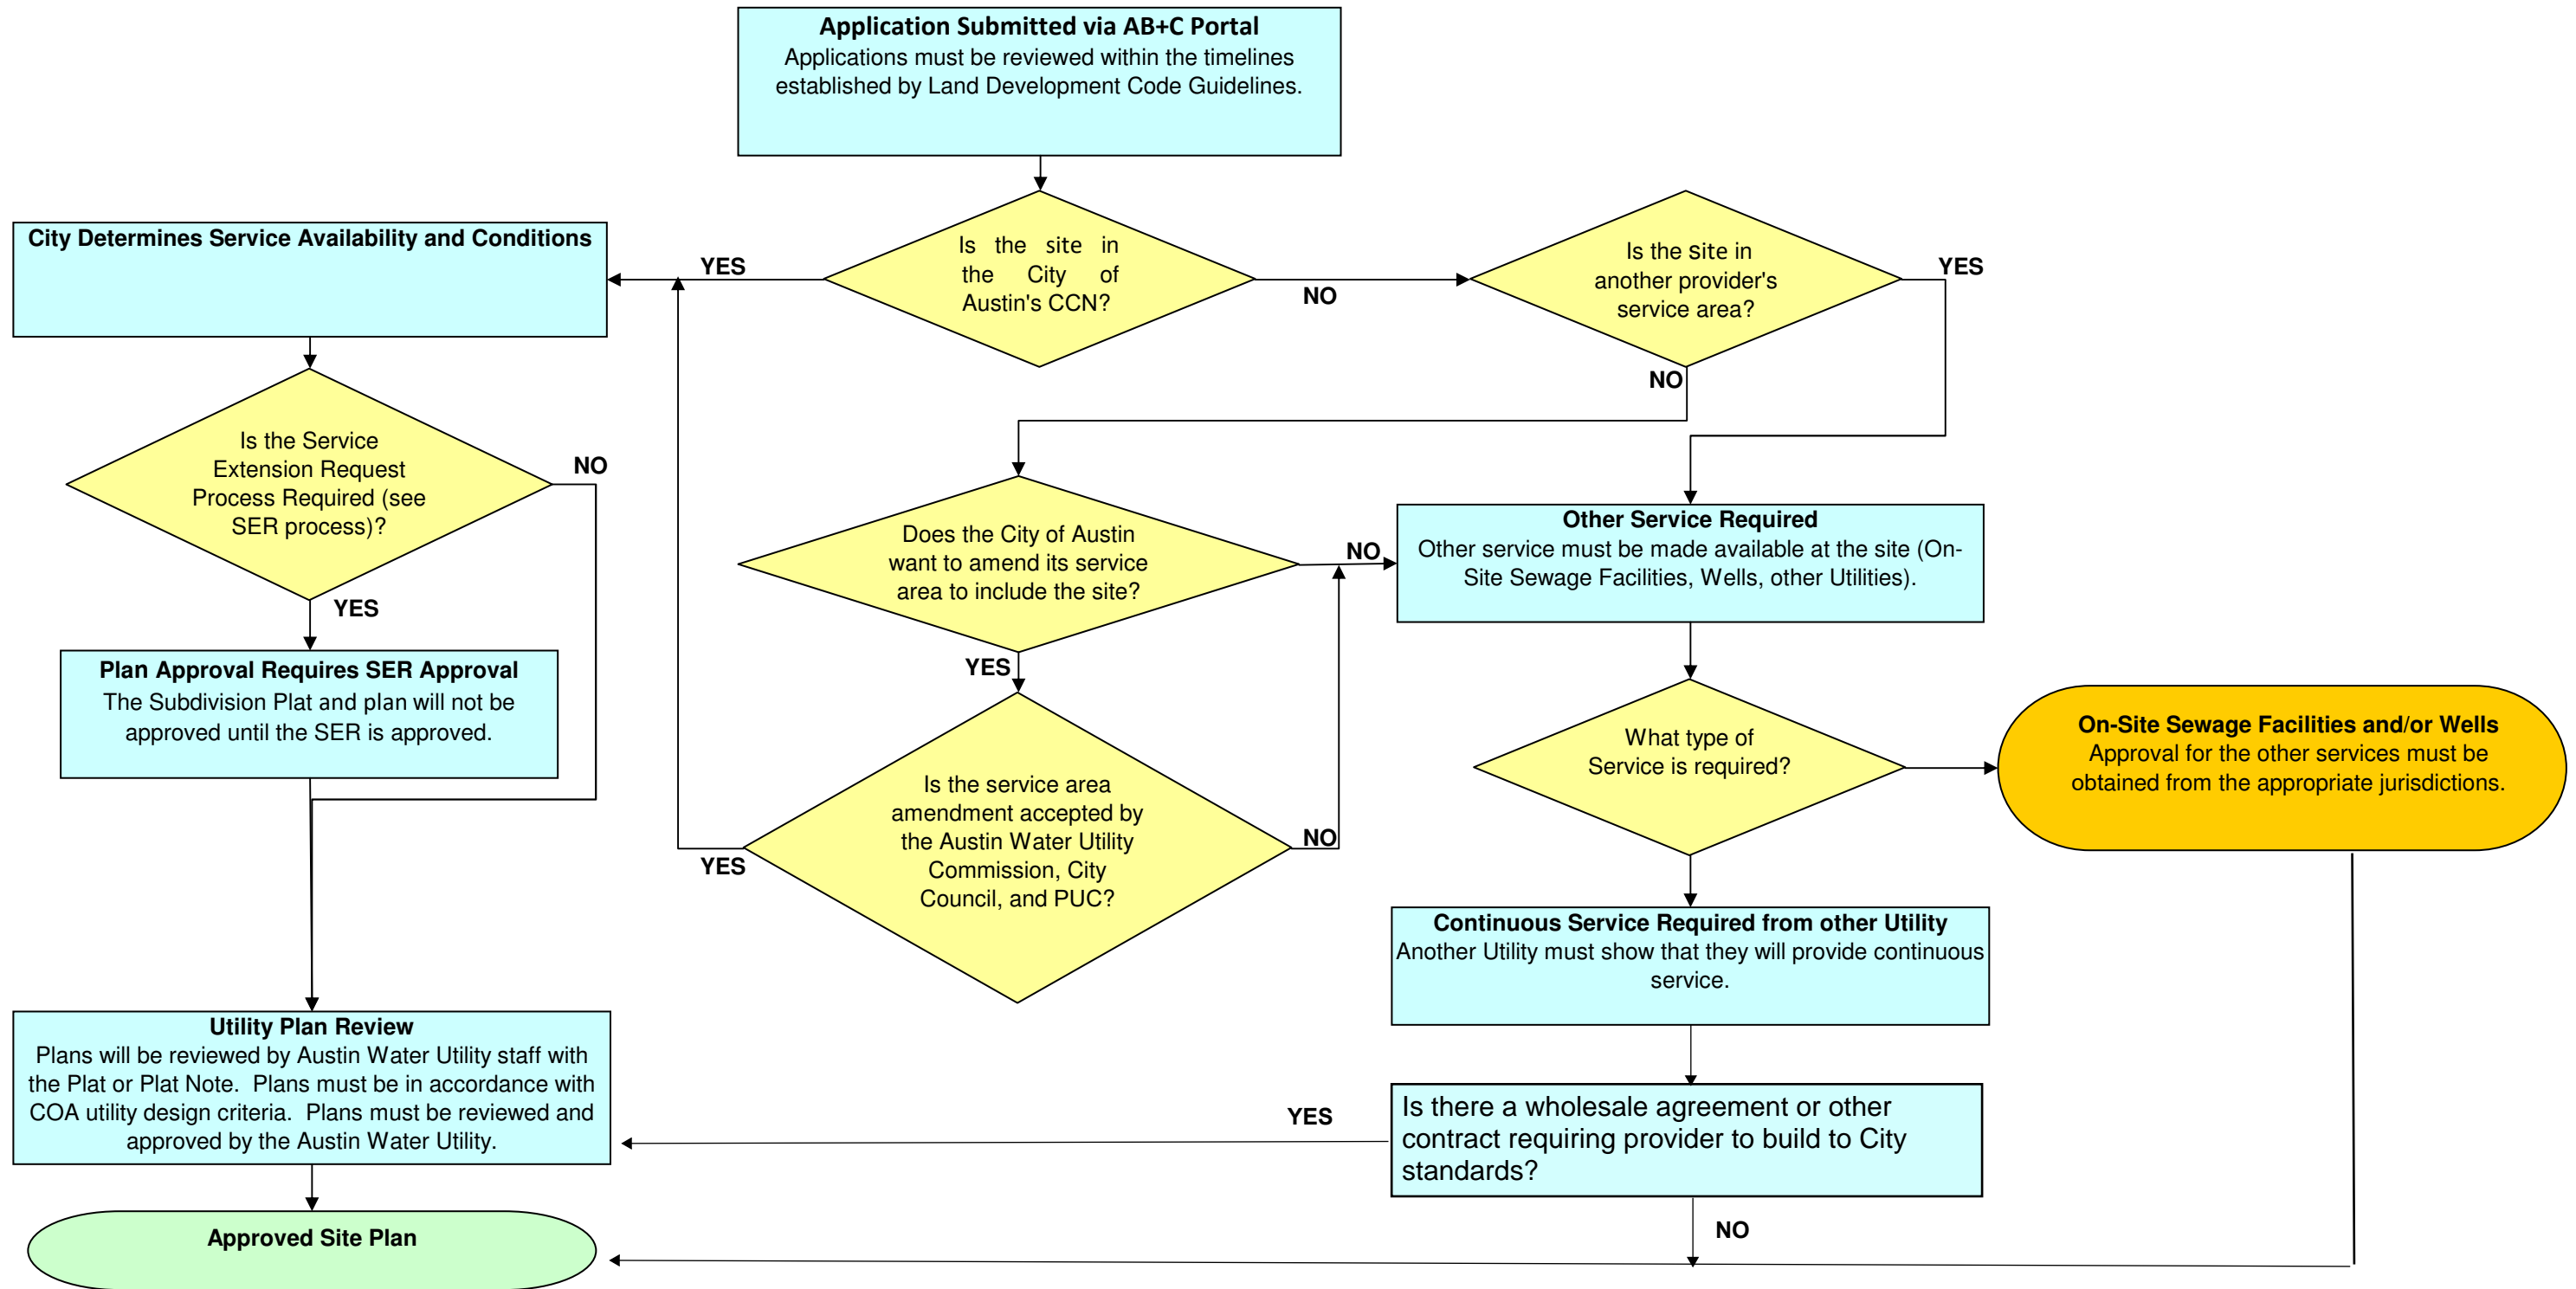 Application Submitted via AB+C Portal
Applications must be reviewed within the timelines
established by Land Development Code Guidelines.
City Determines Service Availability and Conditions
YES
Is the site in
the City of
Austin's CCN?
NO
Is the site in
another provider's
service area?
YES
NO
Is the Service
Extension Request
Process Required (see
SER process)?
NO
YES
Does the City of Austin
want to amend its service
area to include the site?
NO
YES
Other Service Required
Other service must be made available at the site (On-
Site Sewage Facilities, Wells, other Utilities).
Plan Approval Requires SER Approval
The Subdivision Plat and plan will not be
approved until the SER is approved.
Is the service area
amendment accepted by
the Austin Water Utility
Commission, City
Council, and PUC?
YES
NO
What type of
Service is required?
On-Site Sewage Facilities and/or Wells
Approval for the other services must be
obtained from the appropriate jurisdictions.
Continuous Service Required from other Utility
Another Utility must show that they will provide continuous
service.
Utility Plan Review
Plans will be reviewed by Austin Water Utility staff with
the Plat or Plat Note.  Plans must be in accordance with
COA utility design criteria.  Plans must be reviewed and
approved by the Austin Water Utility.
YES
Is there a wholesale agreement or other
contract requiring provider to build to City
standards?
NO
Approved Site Plan